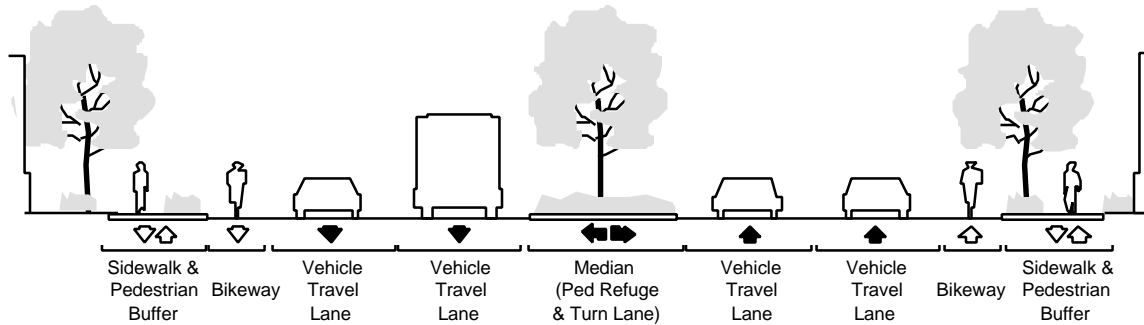 Sidewalk &
Pedestrian
Buffer
Bikeway
Vehicle
Travel
Lane
Vehicle
Travel
Lane
Median
(Ped Refuge
& Turn Lane)
Vehicle
Travel
Lane
Vehicle
Travel
Lane
Bikeway
Sidewalk &
Pedestrian
Buffer